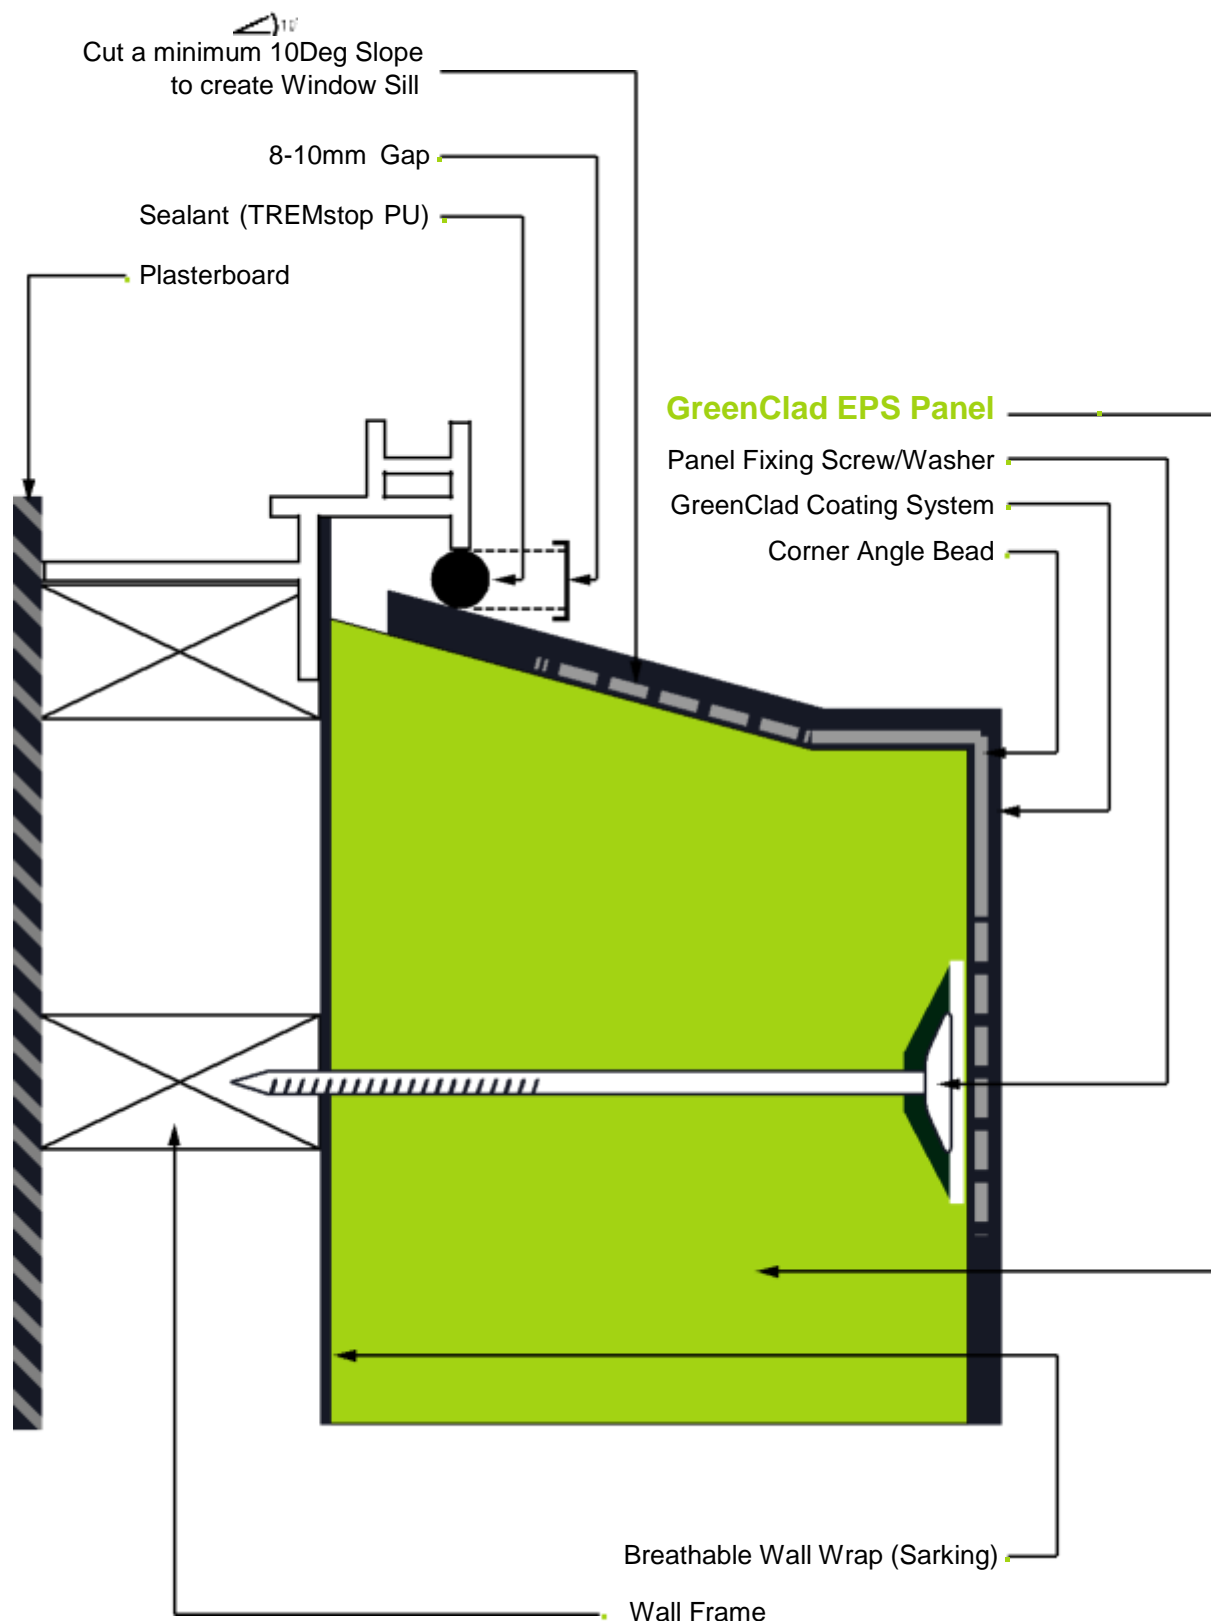 10°
Cut a minimum 10Deg Slope
to create Window Sill
8-10mm Gap
Sealant (TREMstop PU)
Plasterboard
GreenClad EPS Panel
Panel Fixing Screw/Washer
GreenClad Coating System
Corner Angle Bead
Breathable Wall Wrap (Sarking)
Wall Frame